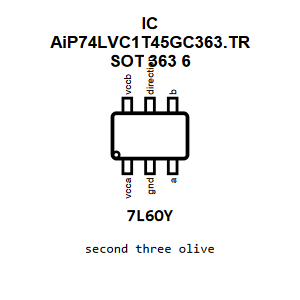 IC
AiP74LVC1T45GC363.TR
SOT 363 6
vccb direction b
vcca gnd a
7L60Y
second three olive